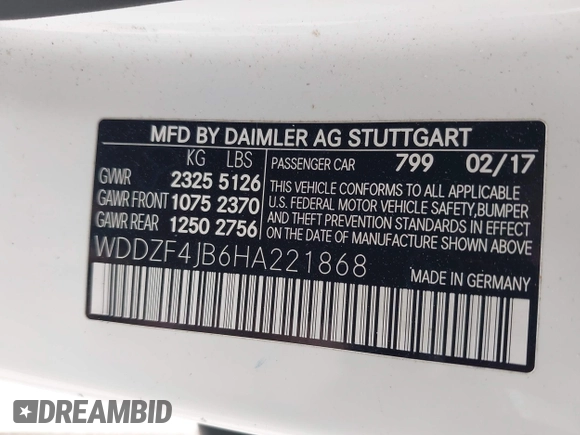 MFD BY DAIMLER AG STUTTGART
KG LBS PASSENGER CAR 799 02/17
GVWR 2325 5126
GAWR FRONT 1075 2370
GAWR REAR 1250 2756
THIS VEHICLE CONFORMS TO ALL APPLICABLE
U.S. FEDERAL MOTOR VEHICLE SAFETY,BUMPER
AND THEFT PREVENTION STANDARDS IN EFFECT
ON THE DATE OF MANUFACTURE SHOWN ABOVE.
WDDZF4JB6HA221868
MADE IN GERMANY
DREAMBID